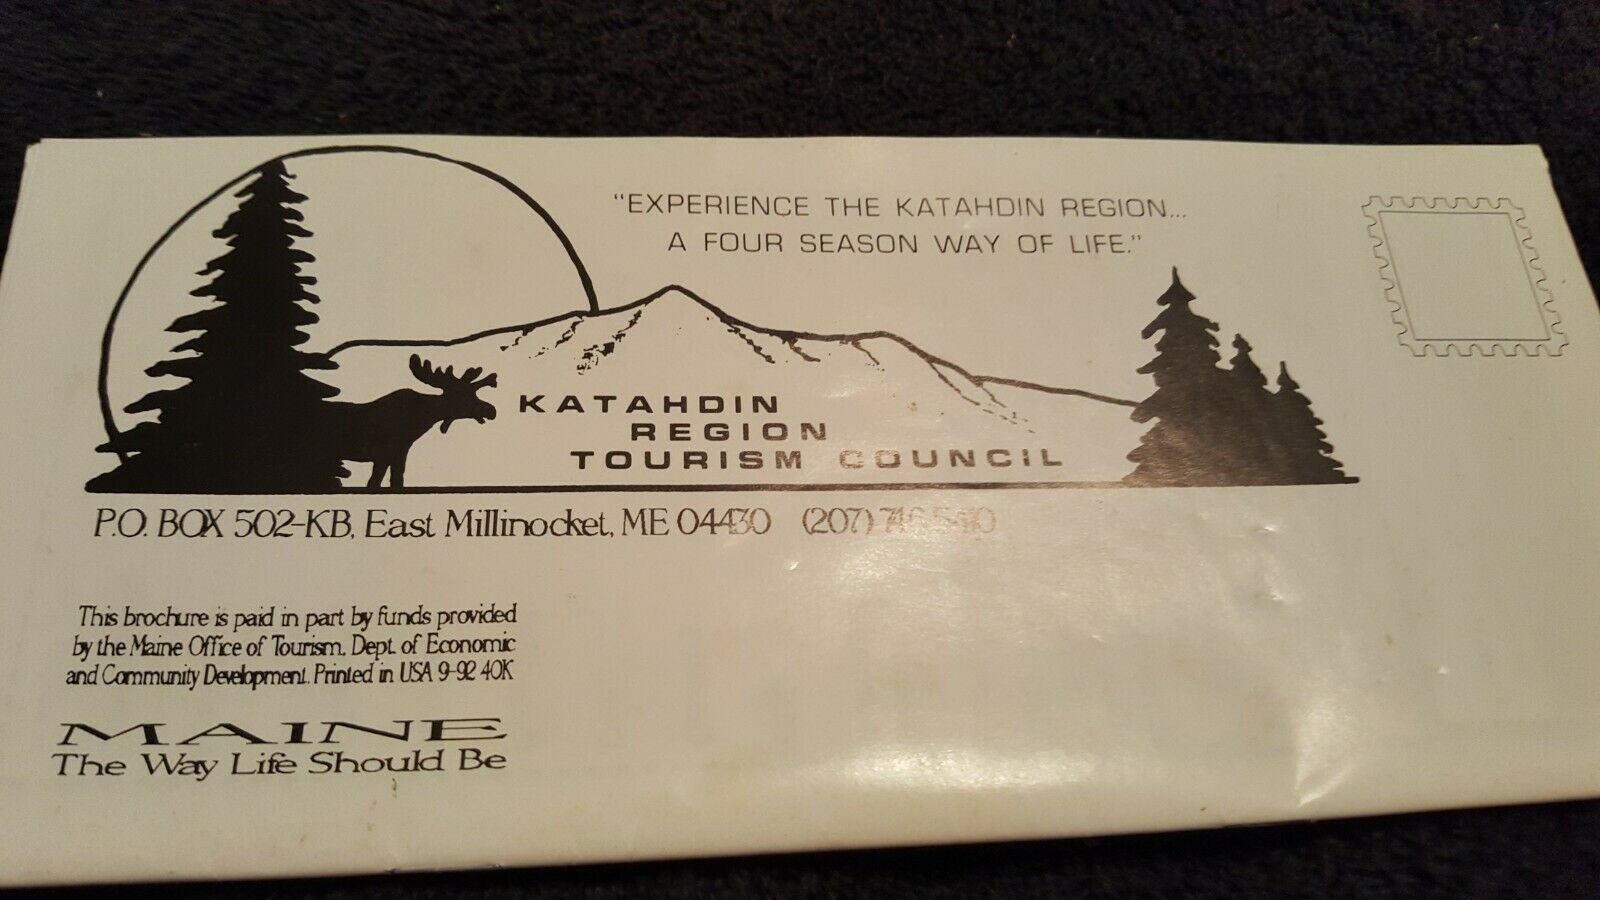 "EXPERIENCE THE KATAHDIN REGION...
A FOUR SEASON WAY OF LIFE."
KATAHDIN
REGION
TOURISM COUNCIL
P.O. BOX 502-KB, East Millinocket, ME 04430 (207)
This brochure is paid in part by funds provided
by the Maine Office of Tourism, Dept. of Economic
and Community Development. Printed in USA 9-92 40K
MAINE
The Way Life Should Be